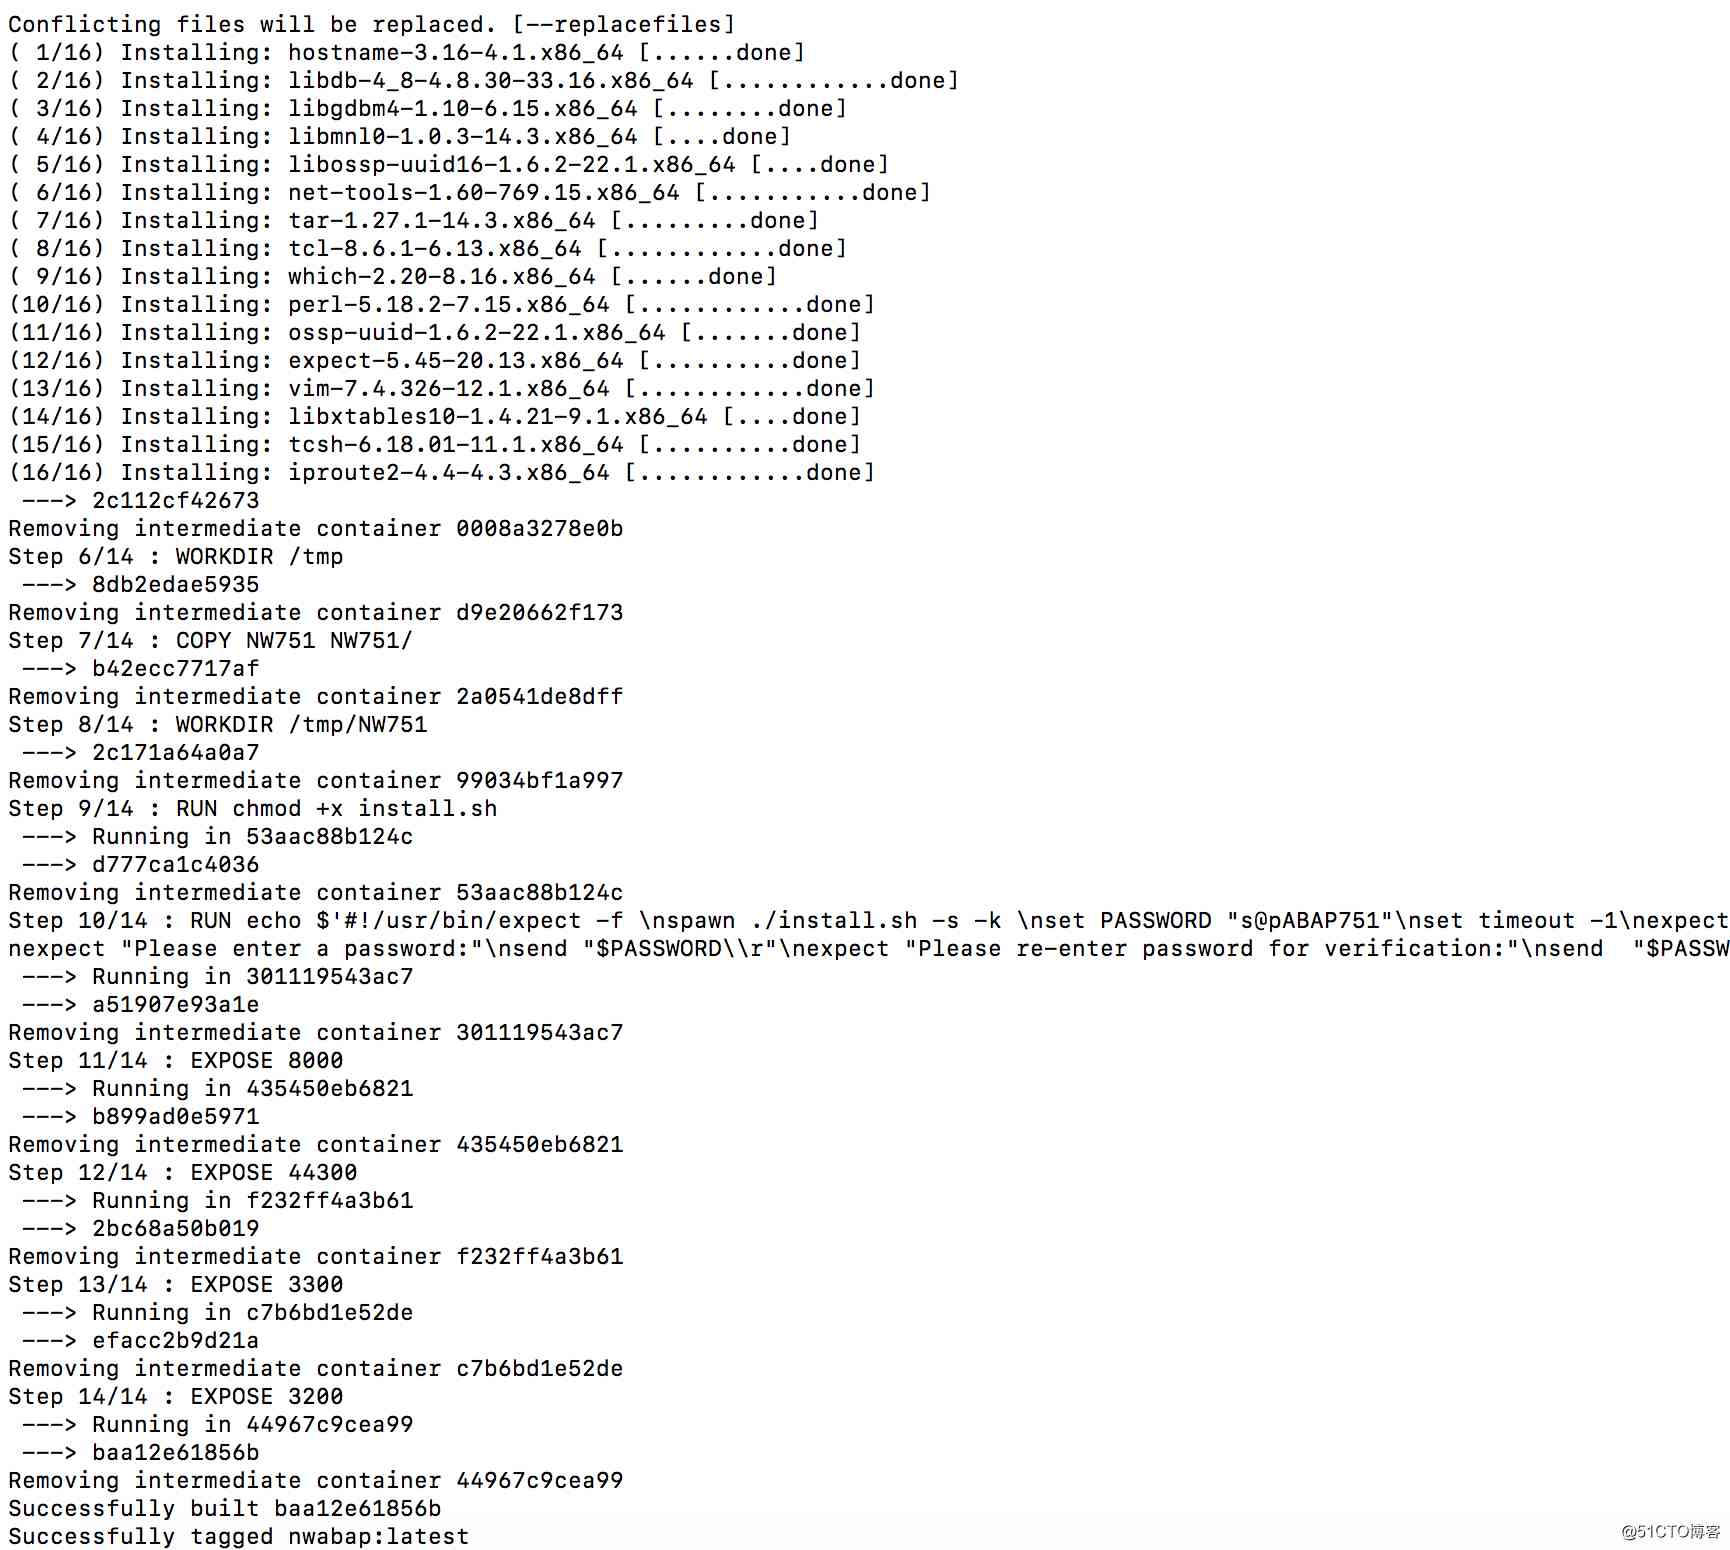 Conflicting files will be replaced. [--replacefiles]
( 1/16) Installing: hostname-3.16-4.1.x86_64 [......done]
( 2/16) Installing: libdb-4_8-4.8.30-33.16.x86_64 [............done]
( 3/16) Installing: libgdbm4-1.10-6.15.x86_64 [........done]
( 4/16) Installing: libmnl0-1.0.3-14.3.x86_64 [....done]
( 5/16) Installing: libossp-uuid16-1.6.2-22.1.x86_64 [....done]
( 6/16) Installing: net-tools-1.60-769.15.x86_64 [...........done]
( 7/16) Installing: tar-1.27.1-14.3.x86_64 [.........done]
( 8/16) Installing: tcl-8.6.1-6.13.x86_64 [............done]
( 9/16) Installing: which-2.20-8.16.x86_64 [......done]
(10/16) Installing: perl-5.18.2-7.15.x86_64 [............done]
(11/16) Installing: ossp-uuid-1.6.2-22.1.x86_64 [.......done]
(12/16) Installing: expect-5.45-20.13.x86_64 [..........done]
(13/16) Installing: vim-7.4.326-12.1.x86_64 [............done]
(14/16) Installing: libxtables10-1.4.21-9.1.x86_64 [....done]
(15/16) Installing: tcsh-6.18.01-11.1.x86_64 [..........done]
(16/16) Installing: iproute2-4.4-4.3.x86_64 [............done]
 ---> 2c112cf42673
Removing intermediate container 0008a3278e0b
Step 6/14 : WORKDIR /tmp
 ---> 8db2edae5935
Removing intermediate container d9e20662f173
Step 7/14 : COPY NW751 NW751/
 ---> b42ecc7717af
Removing intermediate container 2a0541de8dff
Step 8/14 : WORKDIR /tmp/NW751
 ---> 2c171a64a0a7
Removing intermediate container 99034bf1a997
Step 9/14 : RUN chmod +x install.sh
 ---> Running in 53aac88b124c
 ---> d777ca1c4036
Removing intermediate container 53aac88b124c
Step 10/14 : RUN echo $'#!/usr/bin/expect -f \nspawn ./install.sh -s -k \nset PASSWORD "s@pABAP751"\nset timeout -1\nexpect
nexpect "Please enter a password:"\nsend "$PASSWORD\\r"\nexpect "Please re-enter password for verification:"\nsend  "$PASSW
 ---> Running in 301119543ac7
 ---> a51907e93a1e
Removing intermediate container 301119543ac7
Step 11/14 : EXPOSE 8000
 ---> Running in 435450eb6821
 ---> b899ad0e5971
Removing intermediate container 435450eb6821
Step 12/14 : EXPOSE 44300
 ---> Running in f232ff4a3b61
 ---> 2bc68a50b019
Removing intermediate container f232ff4a3b61
Step 13/14 : EXPOSE 3300
 ---> Running in c7b6bd1e52de
 ---> efacc2b9d21a
Removing intermediate container c7b6bd1e52de
Step 14/14 : EXPOSE 3200
 ---> Running in 44967c9cea99
 ---> baa12e61856b
Removing intermediate container 44967c9cea99
Successfully built baa12e61856b
Successfully tagged nwabap:latest
@51CTO博客